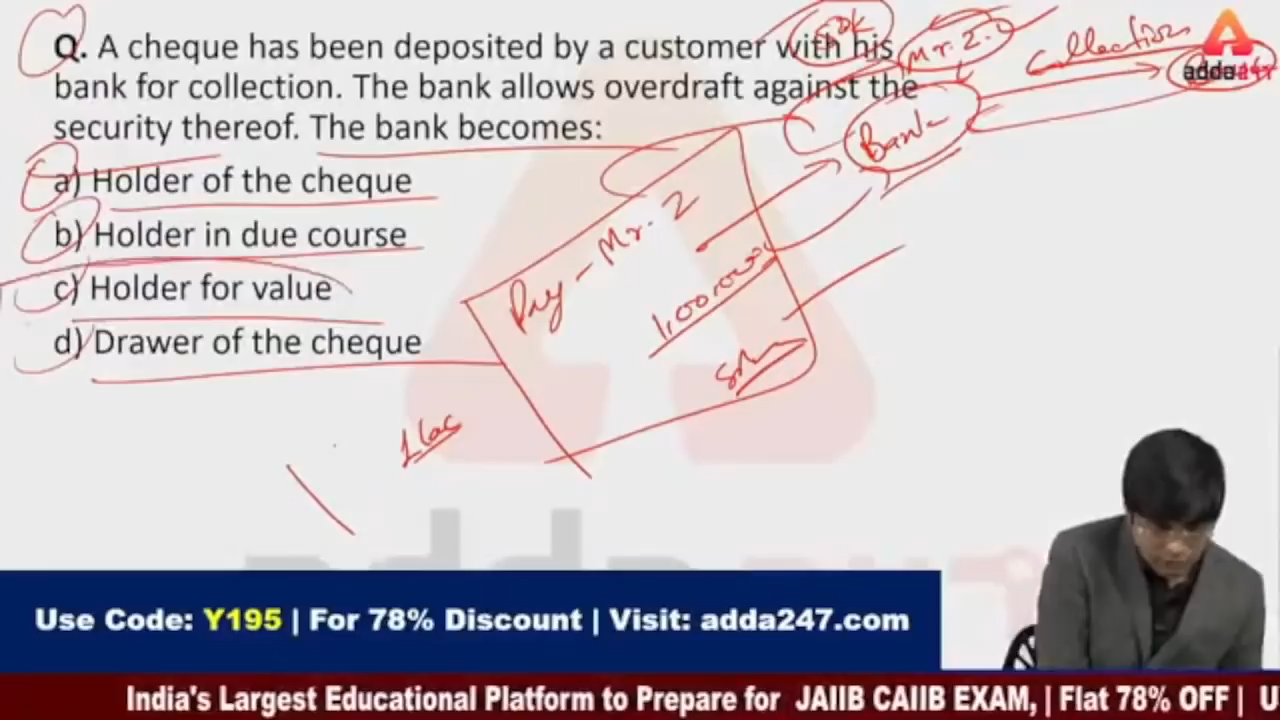 Q. A cheque has been deposited by a customer with his
bank for collection. The bank allows overdraft against the
security thereof. The bank becomes:
a) Holder of the cheque
b) Holder in due course
c) Holder for value
d) Drawer of the cheque
Mr. Z
Collection
adda247
Bank
Pay - Mr. Z
1,00,000
1 lac
Use Code: Y195 | For 78% Discount | Visit: adda247.com
India's Largest Educational Platform to Prepare for JAIIB CAIIB EXAM, | Flat 78% OFF | U